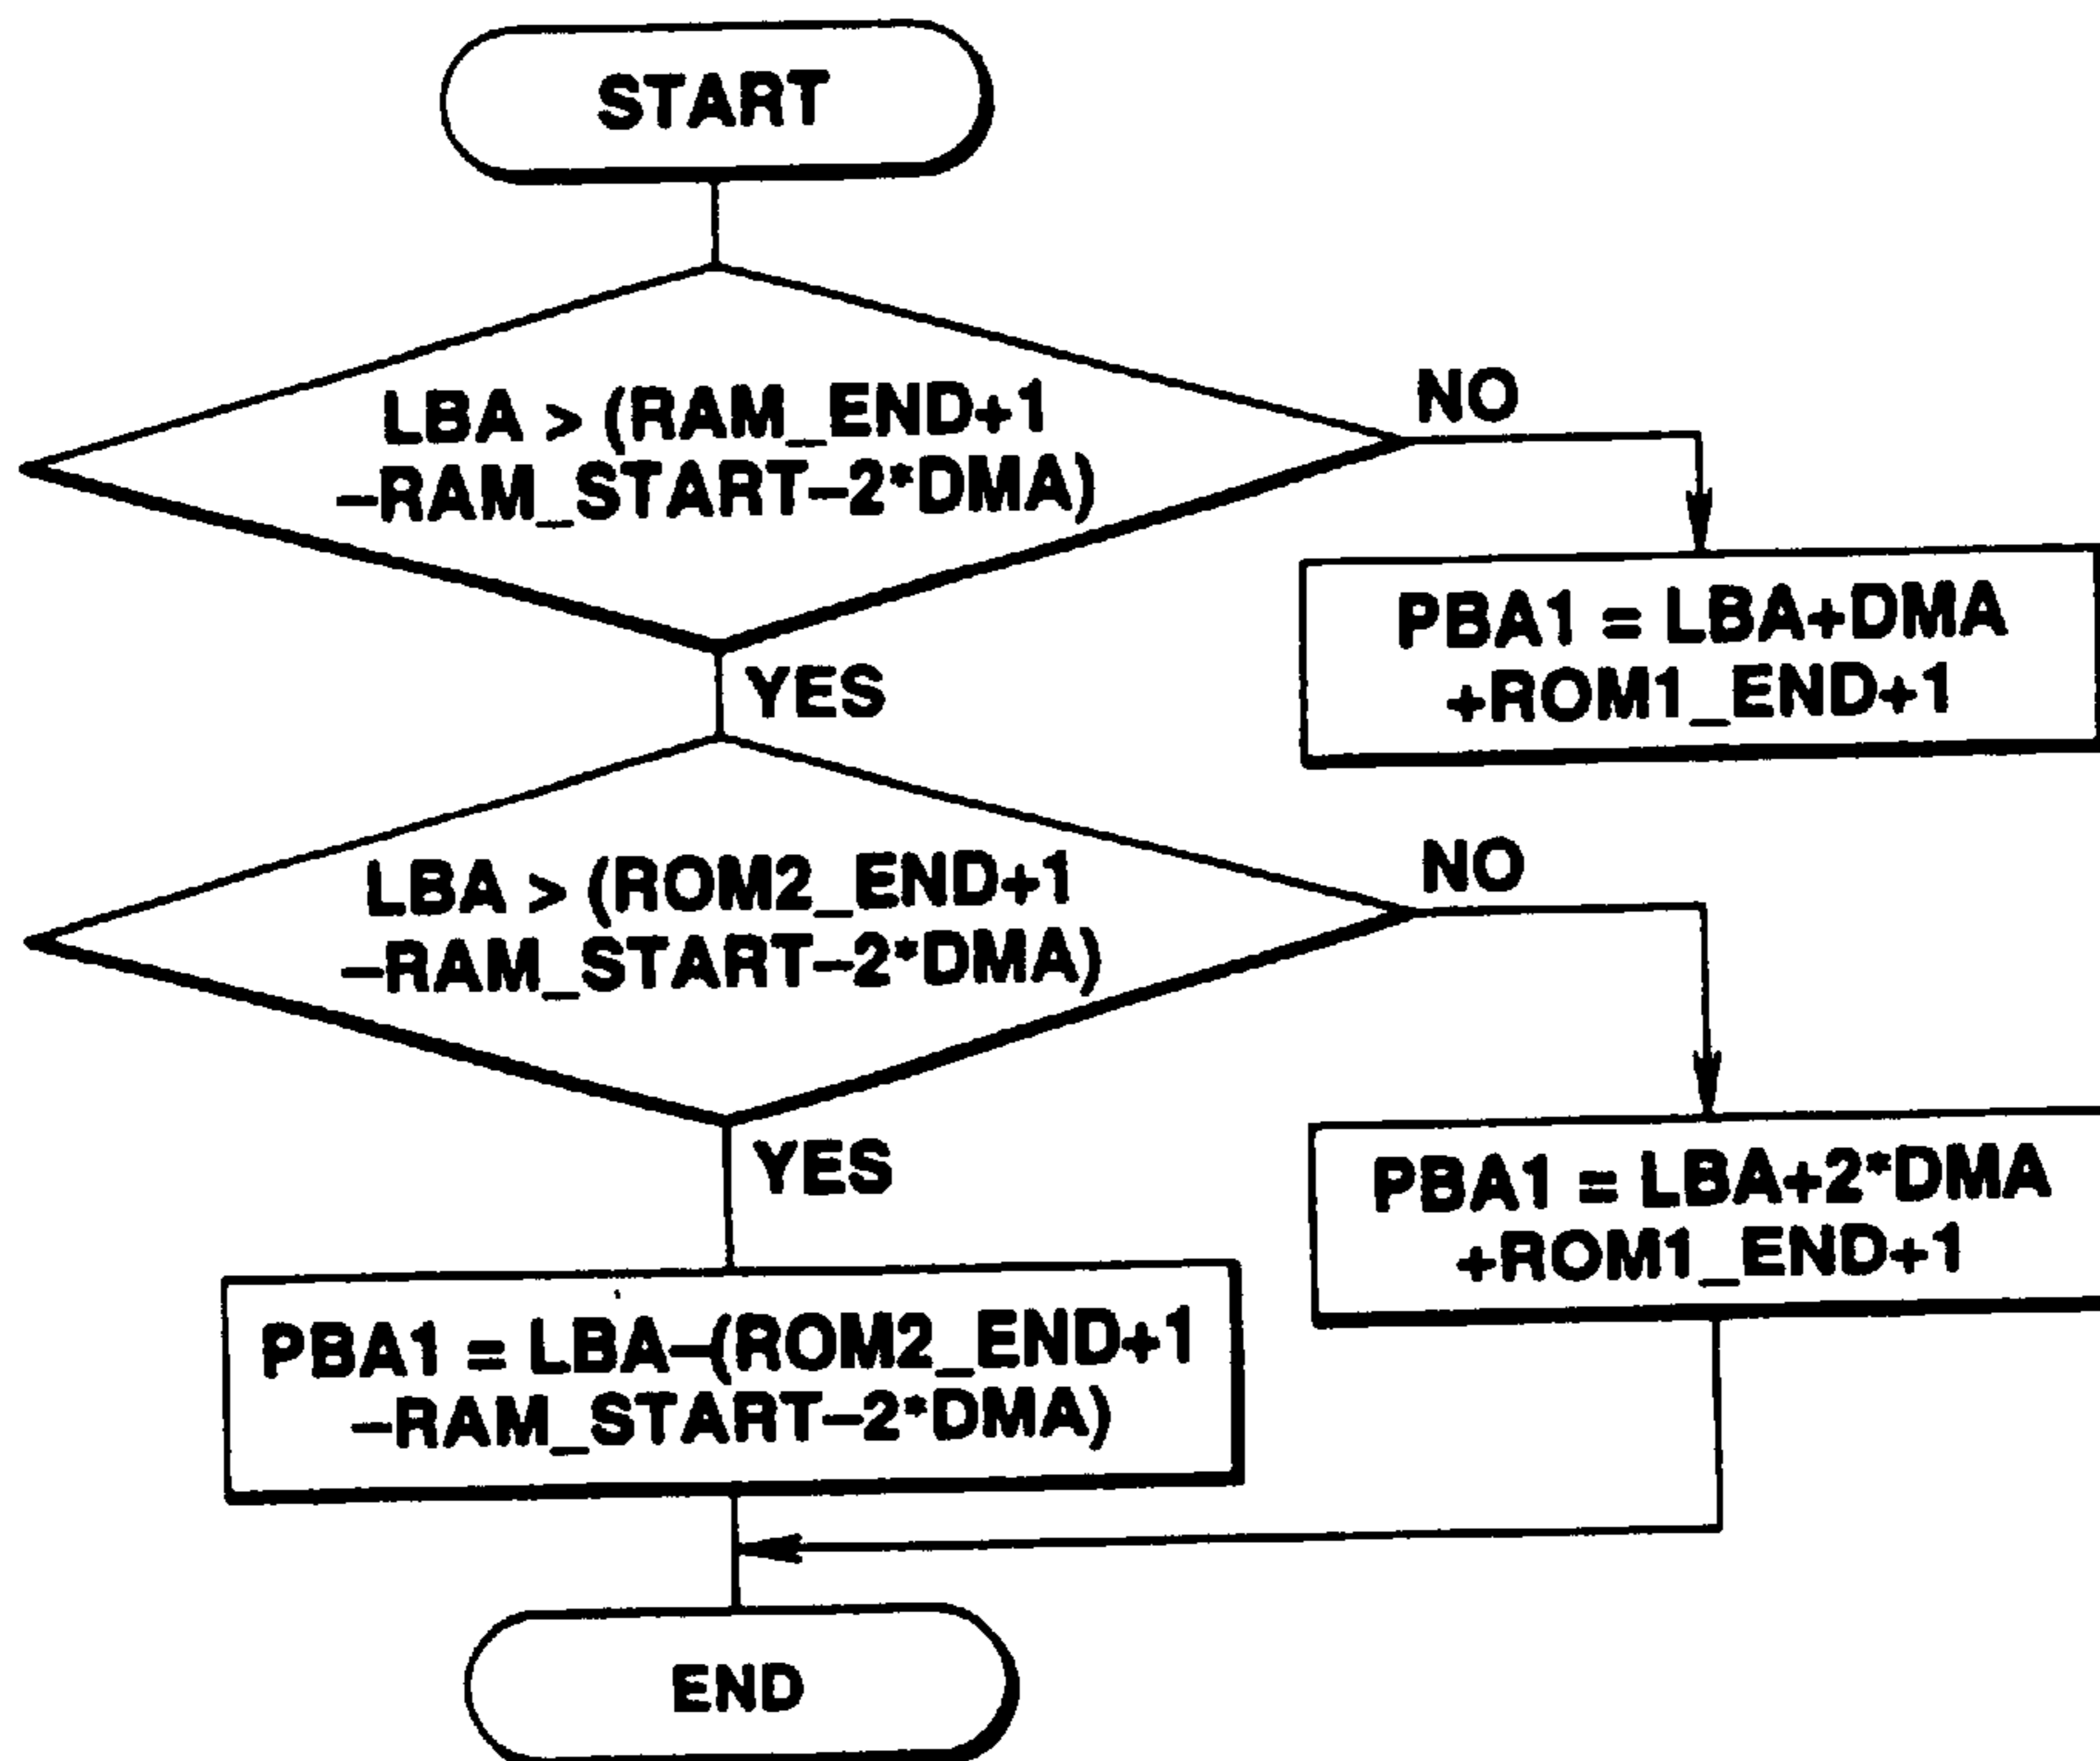 START
LBA > (RAM_END+1
-RAM_START-2*DMA)
NO
PBA1 = LBA+DMA
+ROM1_END+1
YES
LBA > (ROM2_END+1
-RAM_START-2*DMA)
NO
PBA1 = LBA+2*DMA
+ROM1_END+1
YES
PBA1 = LBA-(ROM2_END+1
-RAM_START-2*DMA)
END